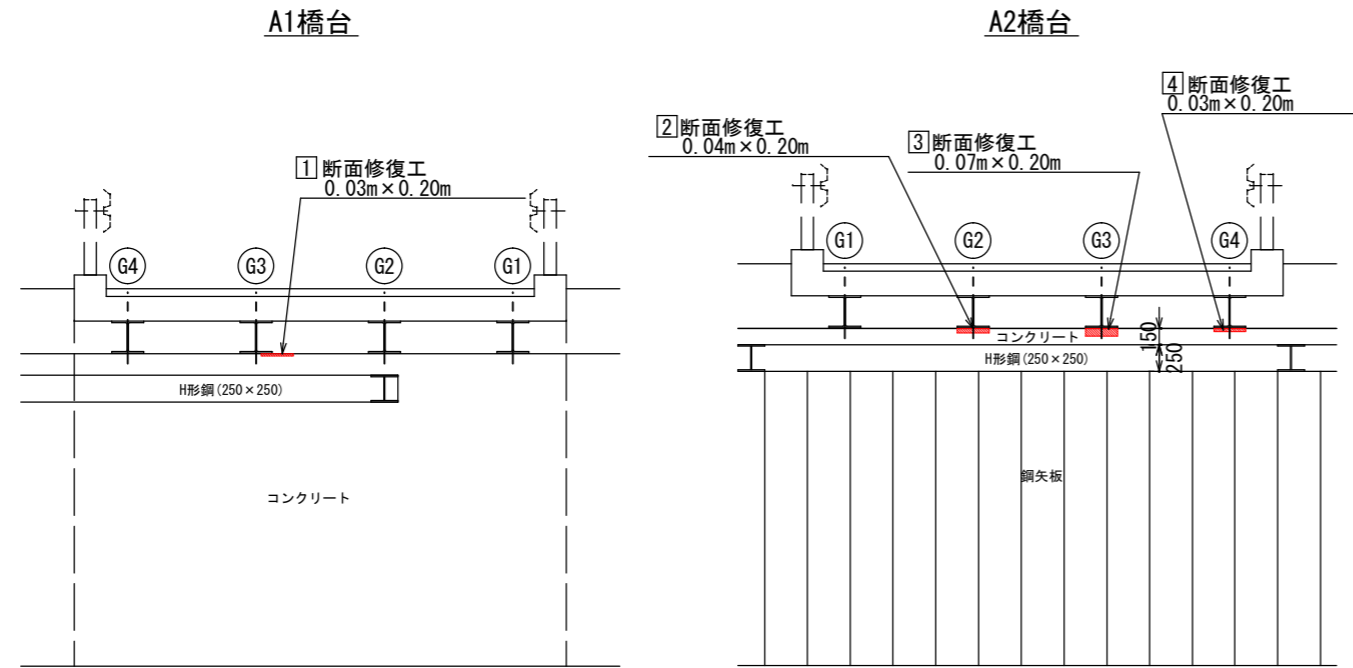 A1橋台
1 断面修復工
0.03m×0.20m
G4
G3
G2
G1
H形鋼(250×250)
コンクリート
A2橋台
2 断面修復工
0.04m×0.20m
3 断面修復工
0.07m×0.20m
4 断面修復工
0.03m×0.20m
G1
G2
G3
G4
コンクリート
150
H形鋼(250×250)
250
鋼矢板